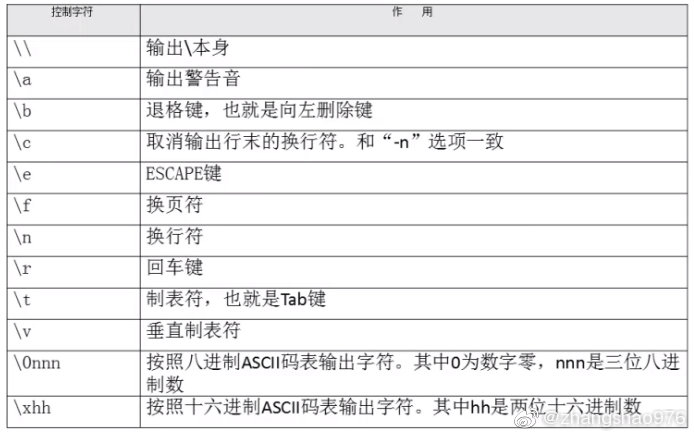 控制字符 作 用
\\ 输出\本身
\a 输出警告音
\b 退格键，也就是向左删除键
\c 取消输出行末的换行符。和“-n”选项一致
\e ESCAPE键
\f 换页符
\n 换行符
\r 回车键
\t 制表符，也就是Tab键
\v 垂直制表符
\0nnn 按照八进制ASCII码表输出字符。其中0为数字零，nnn是三位八进
制数
\xhh 按照十六进制ASCII码表输出字符。其中hh是两位十六进制数
@zhangshao976